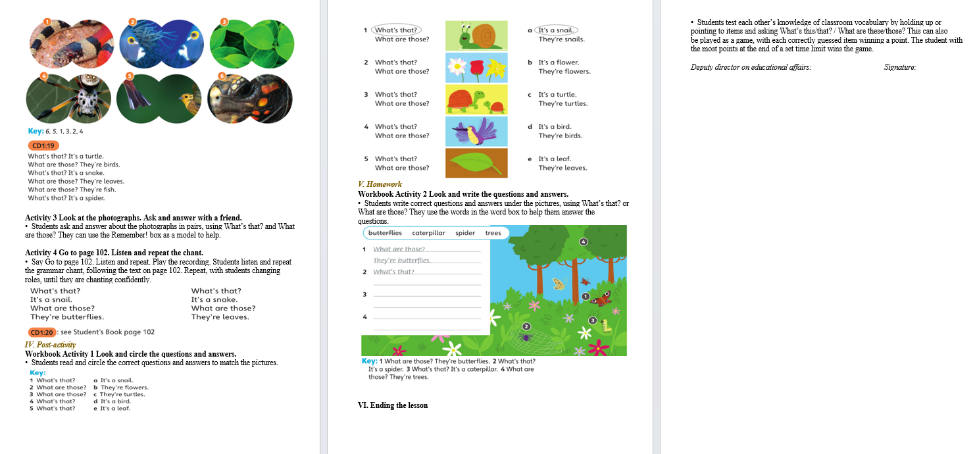 1
2
3
4
5
6
Key: 6, 5, 1, 3, 2, 4
CD1:19
What's that? It's a turtle.
What are those? They're birds.
What's that? It's a snake.
What are those? They're leaves.
What are those? They're fish.
What's that? It's a spider.
Activity 3 Look at the photographs. Ask and answer with a friend.
• Students ask and answer about the photographs in pairs, using What's that? and What
are those? They can use the Remember! box as a model to help.
Activity 4 Go to page 102. Listen and repeat the chant.
• Say Go to page 102. Listen and repeat. Play the recording. Students listen and repeat
the grammar chant, following the text on page 102. Repeat, with students changing
roles, until they are chanting confidently.
What's that? What's that?
It's a snail. It's a snake.
What are those? What are those?
They're butterflies. They're leaves.
CD1:20 : see Student's Book page 102
IV. Post-activity
Workbook Activity 1 Look and circle the questions and answers.
• Students read and circle the correct questions and answers to match the pictures.
Key:
1 What's that? a It's a snail.
2 What are those? b They're flowers.
3 What are those? c They're turtles.
4 What's that? d It's a bird.
5 What's that? e It's a leaf.
1 What's that? a It's a snail.
What are those? They're snails.
2 What's that? b It's a flower.
What are those? They're flowers.
3 What's that? c It's a turtle.
What are those? They're turtles.
4 What's that? d It's a bird.
What are those? They're birds.
5 What's that? e It's a leaf.
What are those? They're leaves.
V. Homework
Workbook Activity 2 Look and write the questions and answers.
• Students write correct questions and answers under the pictures, using What's that? or
What are those? They use the words in the word box to help them answer the
questions.
butterflies caterpillar spider trees
1 What are those?
They're butterflies.
2 What's that?
3
4
4
1
3
2
Key: 1 What are those? They're butterflies. 2 What's that?
It's a spider. 3 What's that? It's a caterpillar. 4 What are
those? They're trees.
VI. Ending the lesson
• Students test each other's knowledge of classroom vocabulary by holding up or
pointing to items and asking What's this/that? / What are these/those? This can also
be played as a game, with each correctly guessed item winning a point. The student with
the most points at the end of a set time limit wins the game.
Deputy director on educational affairs: Signature: